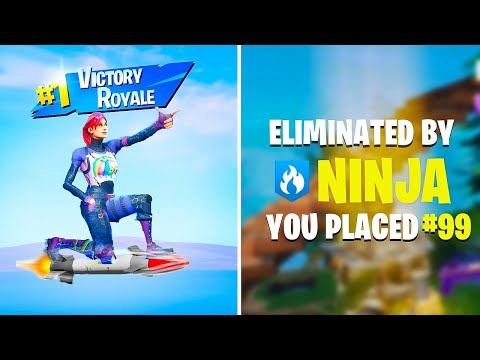 #1 VICTORY
ROYALE
ELIMINATED BY
NINJA
YOU PLACED #99